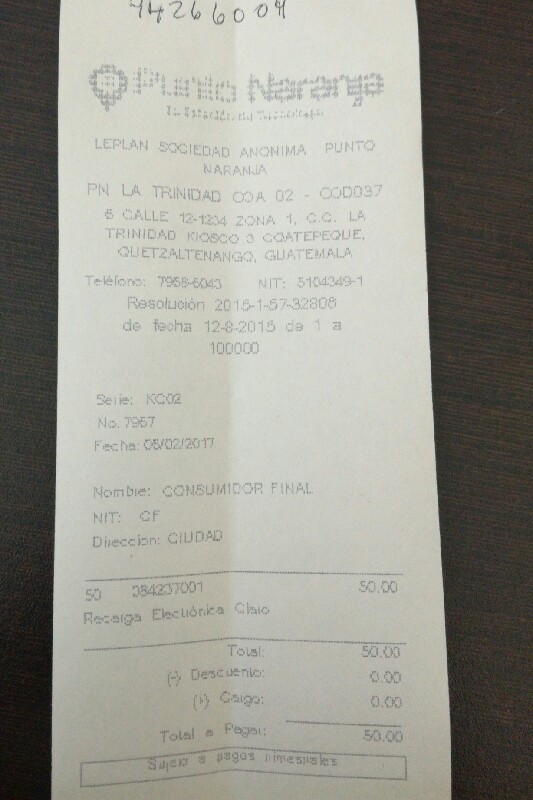 94266009
Punto Naranja
La Estación de Tecnología
LEPLAN SOCIEDAD ANONIMA PUNTO
NARANJA
PN LA TRINIDAD COA 02 - COD037
6 CALLE 12-1234 ZONA 1, C.C. LA
TRINIDAD KIOSCO 3 COATEPEQUE,
QUETZALTENANGO, GUATEMALA
Teléfono: 7958-6043 NIT: 5104349-1
Resolución 2015-1-57-32808
de fecha 12-8-2015 de 1 a
100000
Serie: KC02
No. 7957
Fecha: 05/02/2017
Nombre: CONSUMIDOR FINAL
NIT: CF
Direccion: CIUDAD
50 084237001 50.00
Recarga Electrónica Claro
Total: 50.00
(-) Descuento: 0.00
(+) Cargo: 0.00
Total a Pagar: 50.00
Sujeto a pagos trimestrales